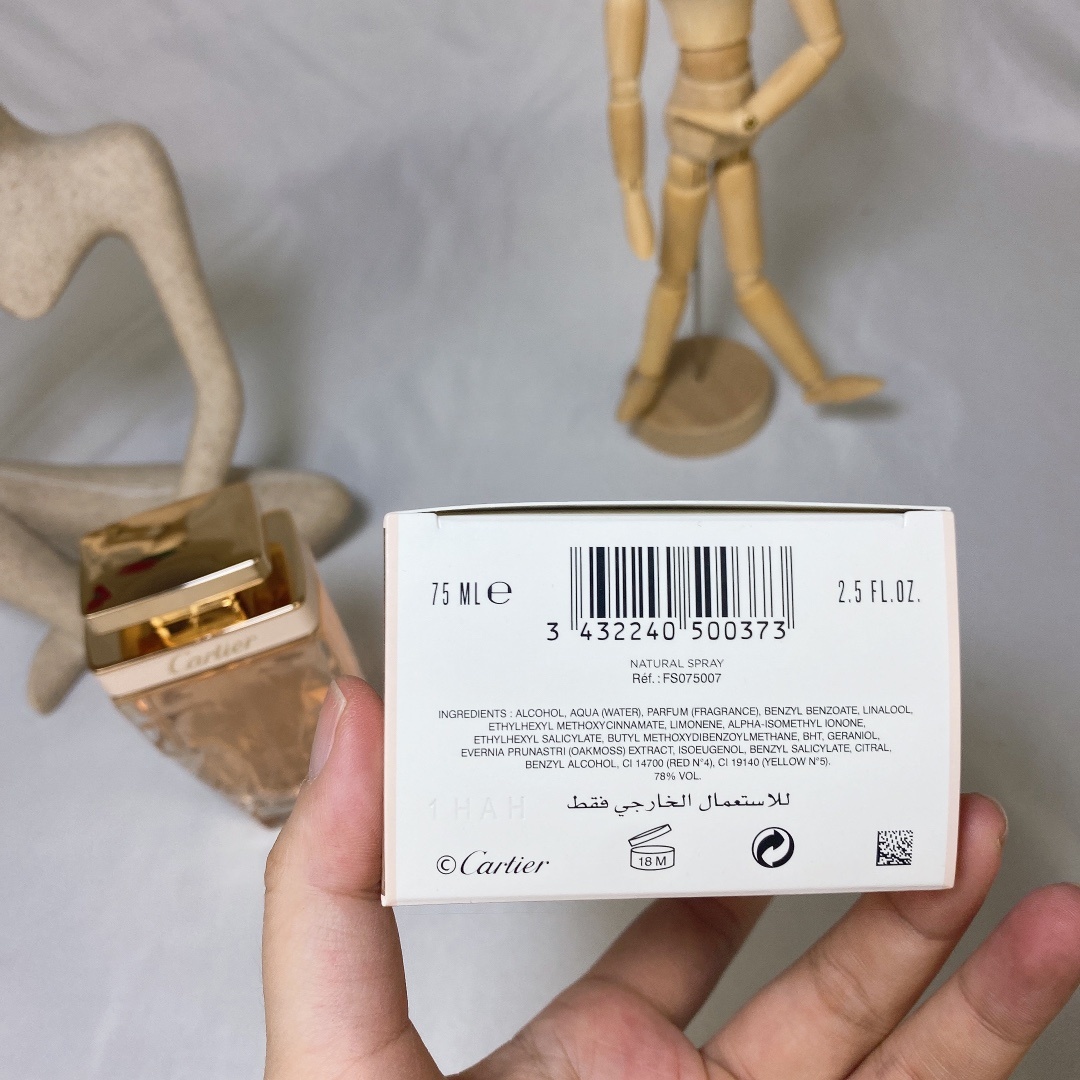 75 ML e
2.5 FL.OZ.
3 432240 500373
NATURAL SPRAY
Réf. : FS075007
INGREDIENTS : ALCOHOL, AQUA (WATER), PARFUM (FRAGRANCE), BENZYL BENZOATE, LINALOOL,
ETHYLHEXYL METHOXYCINNAMATE, LIMONENE, ALPHA-ISOMETHYL IONONE,
ETHYLHEXYL SALICYLATE, BUTYL METHOXYDIBENZOYLMETHANE, BHT, GERANIOL,
EVERNIA PRUNASTRI (OAKMOSS) EXTRACT, ISOEUGENOL, BENZYL SALICYLATE, CITRAL,
BENZYL ALCOHOL, CI 14700 (RED N°4), CI 19140 (YELLOW N°5).
78% VOL.
للاستعمال الخارجي فقط
1 H A H
18 M
©Cartier
Cartier